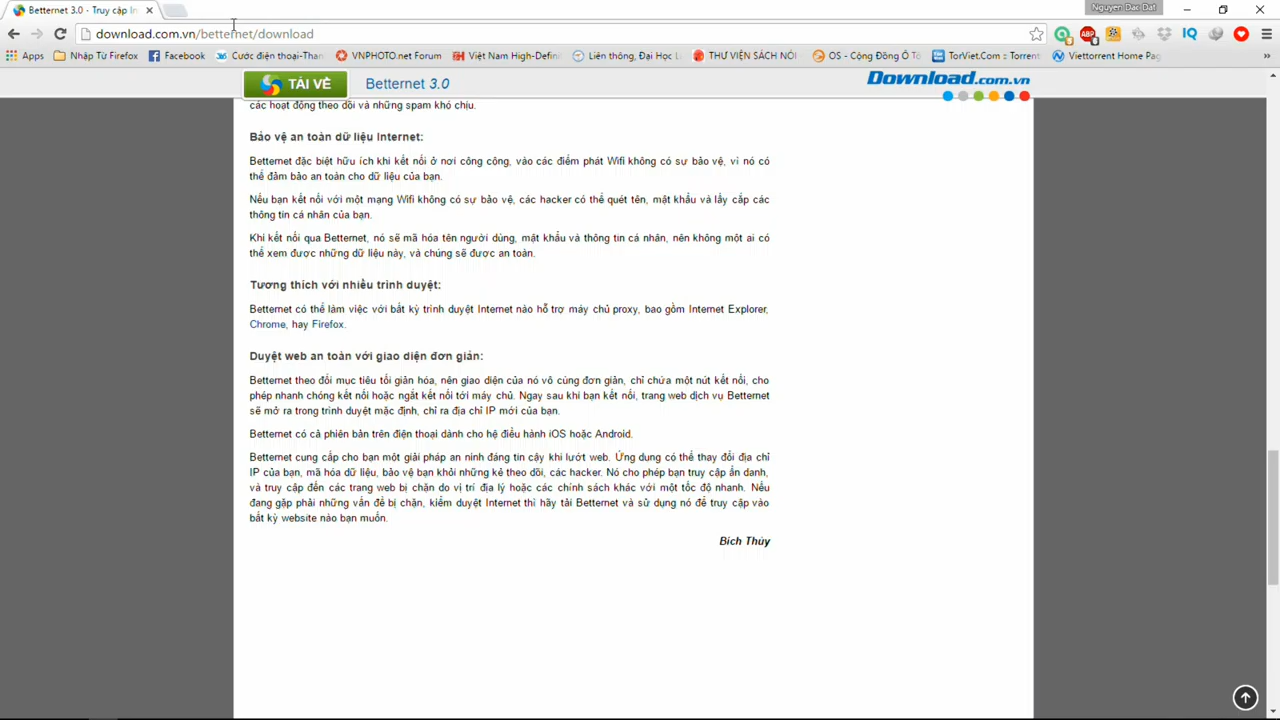 Betternet 3.0 - Truy cập In
Nguyen Dac Dat
download.com.vn/betternet/download
Apps Nhập Từ Firefox Facebook Cước điện thoại-Than VNPHOTO.net Forum Việt Nam High-Defini Liên thông, Đại Học L THƯ VIỆN SÁCH NÓI OS - Cộng Đồng Ô Tô TorViet.Com :: Torrent Viettorrent Home Pag »
TẢI VỀ Betternet 3.0 Download.com.vn
các hoạt động theo dõi và những spam khó chịu.
Bảo vệ an toàn dữ liệu Internet:
Betternet đặc biệt hữu ích khi kết nối ở nơi công cộng, vào các điểm phát Wifi không có sự bảo vệ, vì nó có
thể đảm bảo an toàn cho dữ liệu của bạn.
Nếu bạn kết nối với một mạng Wifi không có sự bảo vệ, các hacker có thể quét tên, mật khẩu và lấy cắp các
thông tin cá nhân của bạn.
Khi kết nối qua Betternet, nó sẽ mã hóa tên người dùng, mật khẩu và thông tin cá nhân, nên không một ai có
thể xem được những dữ liệu này, và chúng sẽ được an toàn.
Tương thích với nhiều trình duyệt:
Betternet có thể làm việc với bất kỳ trình duyệt Internet nào hỗ trợ máy chủ proxy, bao gồm Internet Explorer,
Chrome, hay Firefox.
Duyệt web an toàn với giao diện đơn giản:
Betternet theo đổi mục tiêu tối giản hóa, nên giao diện của nó vô cùng đơn giản, chỉ chứa một nút kết nối, cho
phép nhanh chóng kết nối hoặc ngắt kết nối tới máy chủ. Ngay sau khi bạn kết nối, trang web dịch vụ Betternet
sẽ mở ra trong trình duyệt mặc định, chỉ ra địa chỉ IP mới của bạn.
Betternet có cả phiên bản trên điện thoại dành cho hệ điều hành iOS hoặc Android.
Betternet cung cấp cho bạn một giải pháp an ninh đáng tin cậy khi lướt web. Ứng dung có thể thay đổi địa chỉ
IP của bạn, mã hóa dữ liệu, bảo vệ bạn khỏi những kẻ theo dõi, các hacker. Nó cho phép bạn truy cập ẩn danh,
và truy cập đến các trang web bị chặn do vị trí địa lý hoặc các chính sách khác với một tốc độ nhanh. Nếu
đang gặp phải những vấn đề bị chặn, kiểm duyệt Internet thì hãy tải Betternet và sử dụng nó để truy cập vào
bất kỳ website nào bạn muốn.
Bích Thủy